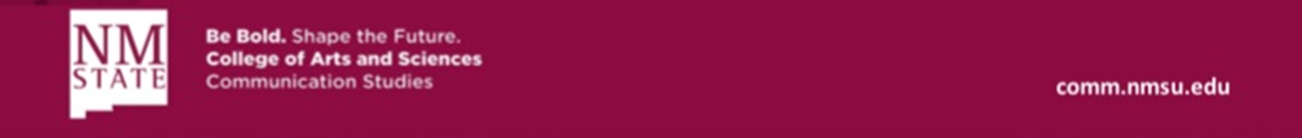 NM
STATE
Be Bold. Shape the Future.
College of Arts and Sciences
Communication Studies
comm.nmsu.edu